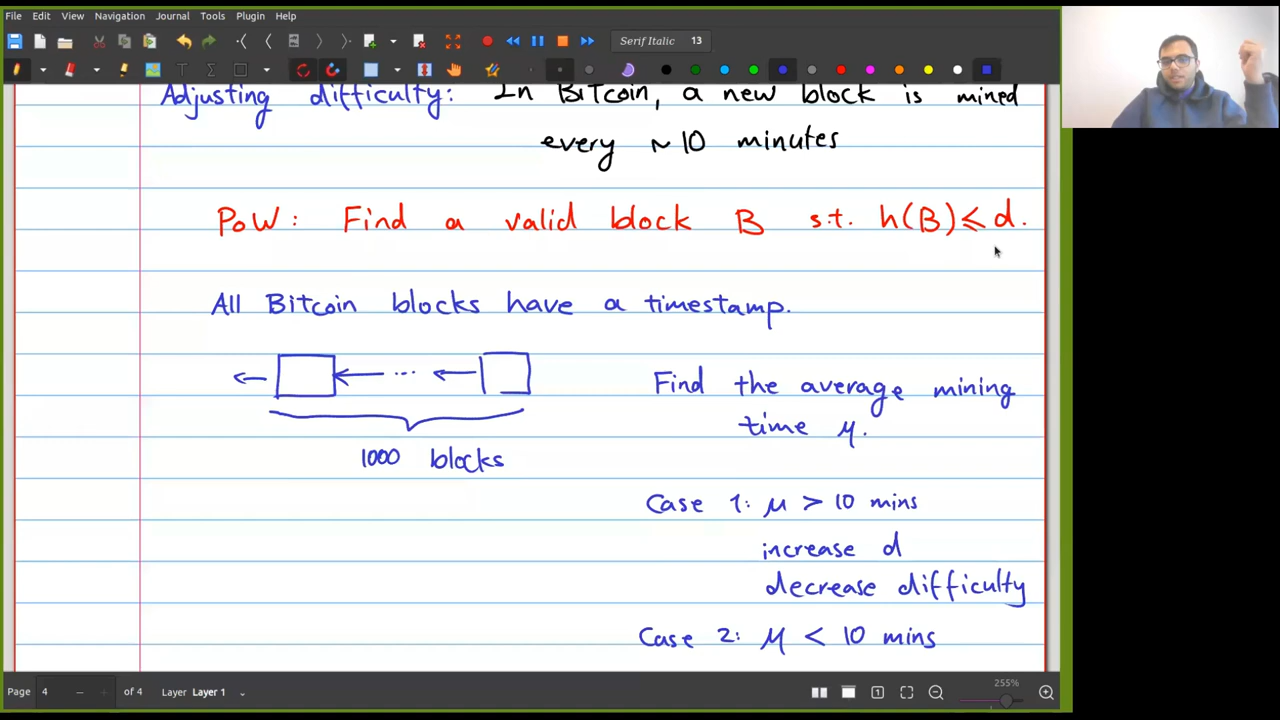 File Edit View Navigation Journal Tools Plugin Help
Serif Italic 13
Adjusting difficulty: In Bitcoin, a new block is mined
every ~10 minutes
PoW: Find a valid block B s.t. h(B)≤d.
All Bitcoin blocks have a timestamp.
...
Find the average mining
time μ.
1000 blocks
Case 1: μ > 10 mins
increase d
decrease difficulty
Case 2: μ < 10 mins
Page 4 of 4 Layer Layer 1 255%